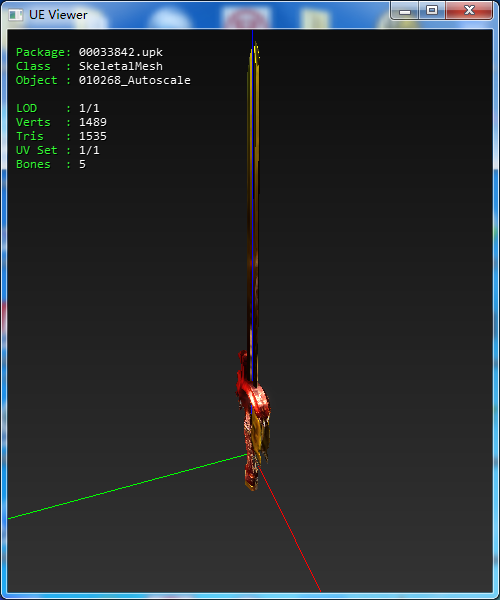 UE Viewer
Package: 00033842.upk
Class : SkeletalMesh
Object : 010268_Autoscale
LOD : 1/1
Verts : 1489
Tris : 1535
UV Set : 1/1
Bones : 5